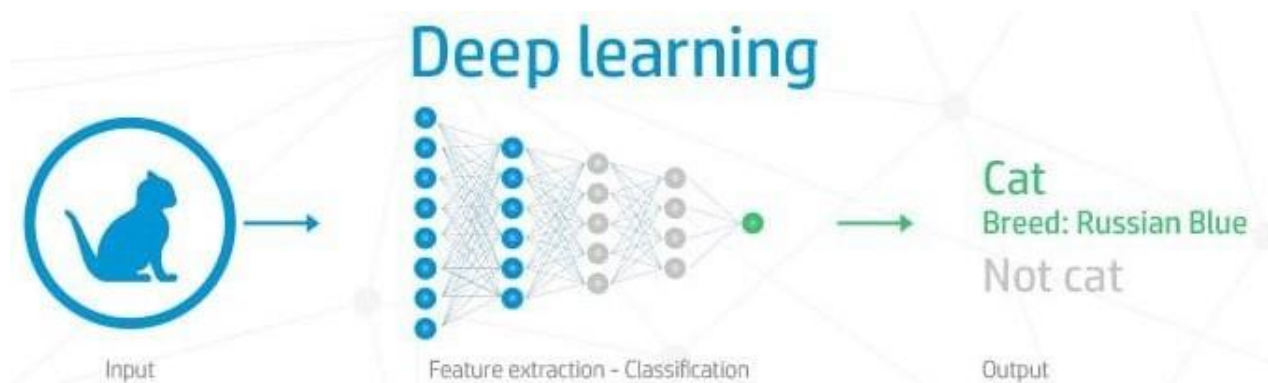 Deep learning
Cat
Breed: Russian Blue
Not cat
Input
Feature extraction - Classification
Output